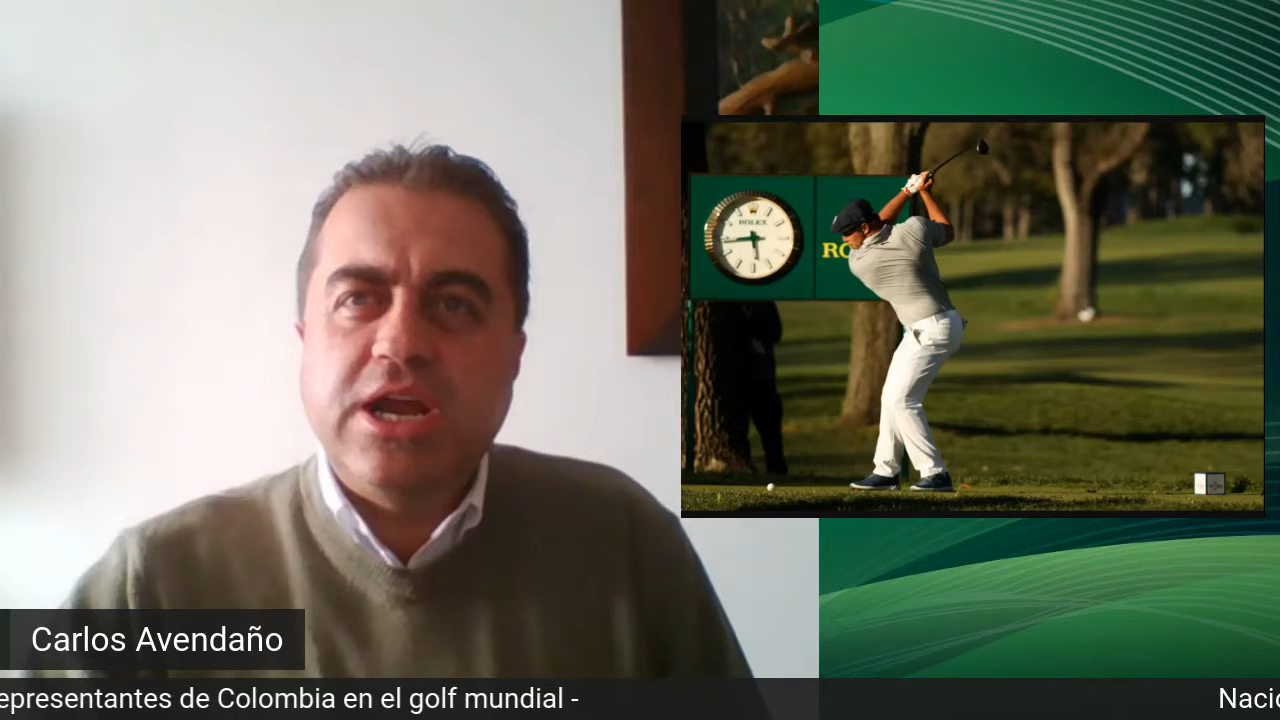 ROLEX
RO
Carlos Avendaño
epresentantes de Colombia en el golf mundial -
Nacio